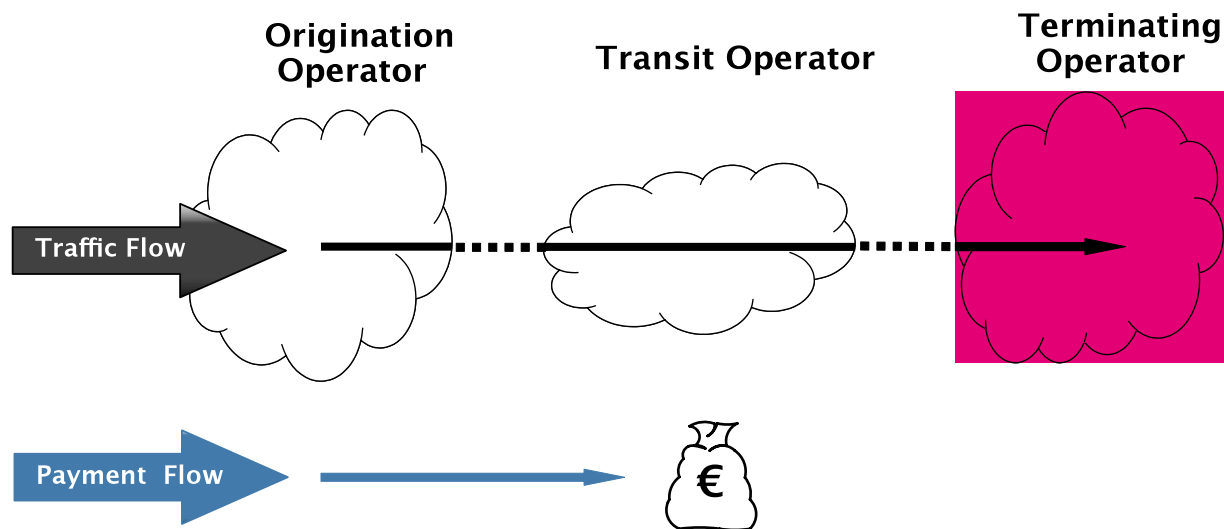 Origination
Operator
Transit Operator
Terminating
Operator
Traffic Flow
Payment Flow
€